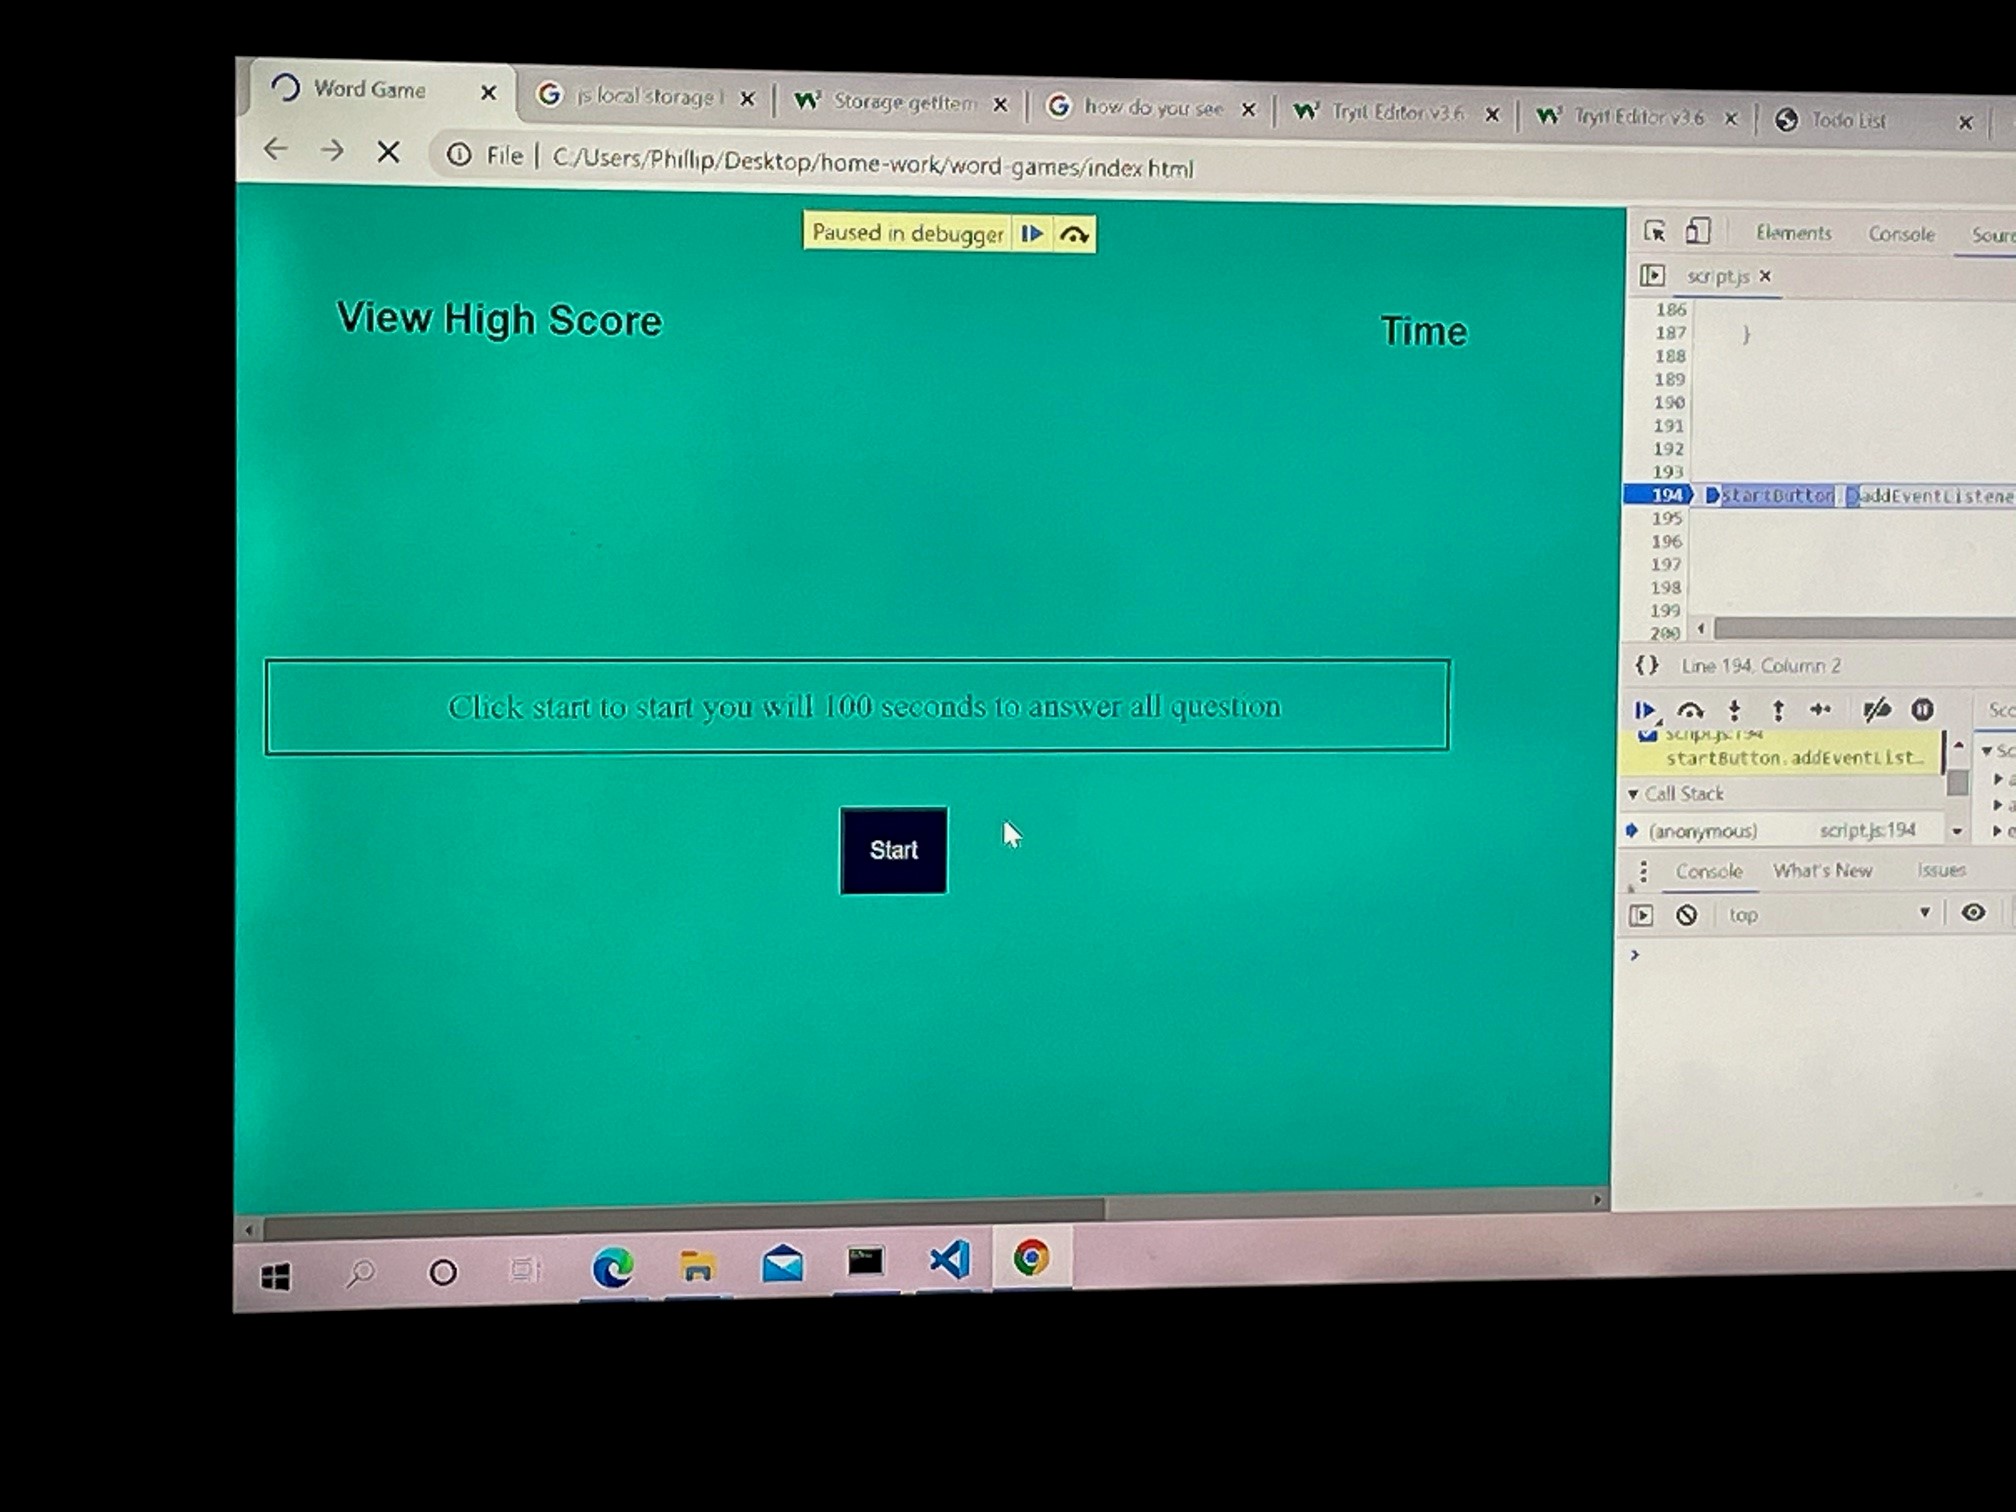 Word Game
js local storage
Storage getItem
how do you see
Tryit Editor v3.6
Tryit Editor v3.6
Todo List
File | C:/Users/Phillip/Desktop/home-work/word-games/index.html
Paused in debugger
View High Score
Time
Click start to start you will 100 seconds to answer all question
Start
Elements Console Sourc
script.js
186
187 }
188
189
190
191
192
193
194 startButton.addEventListene
195
196
197
198
199
200
{} Line 194, Column 2
Sco
script.js:194
startButton.addEventList…
Sc
Call Stack
(anonymous) script.js:194
Console What's New Issues
top